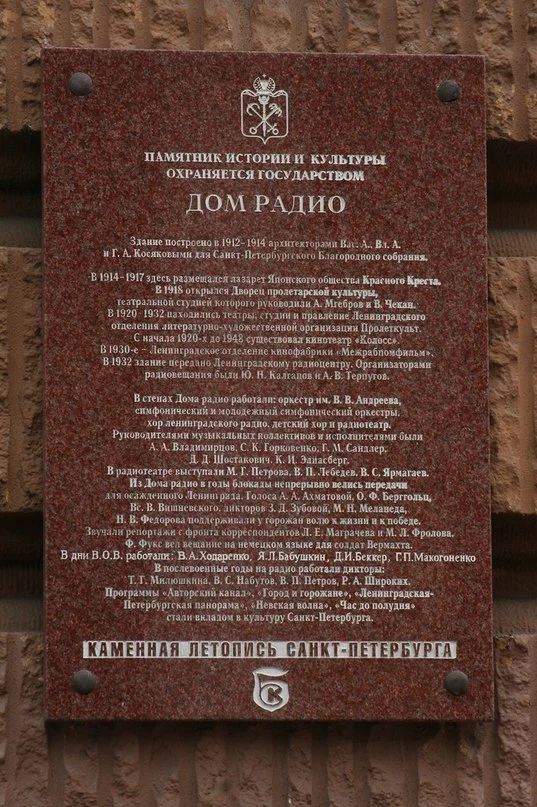 ПАМЯТНИК ИСТОРИИ И КУЛЬТУРЫ
ОХРАНЯЕТСЯ ГОСУДАРСТВОМ
ДОМ РАДИО
Здание построено в 1912-1914 архитекторами Вас. А., Вл. А.
и Г. А. Косяковыми для Санкт-Петербургского Благородного собрания.
В 1914-1917 здесь размещался лазарет Японского общества Красного Креста.
В 1918 открылся Дворец пролетарской культуры,
театральной студией которого руководили А. Мгебров и В. Чекан.
В 1920-1932 находились театры, студии и правление Ленинградского
отделения литературно-художественной организации Пролеткульт.
С начала 1920-х до 1948 существовал кинотеатр «Колосс».
В 1930-е – Ленинградское отделение кинофабрики «Межрабпомфильм».
В 1932 здание передано Ленинградскому радиоцентру. Организаторами
радиовещания были Ю. Н. Калганов и А. В. Терпугов.
В стенах Дома радио работали: оркестр им. В. В. Андреева,
симфонический и молодежный симфонический оркестры,
хор ленинградского радио, детский хор и радиотеатр.
Руководителями музыкальных коллективов и исполнителями были
А. А. Владимирцов, С. К. Горковенко, Г. М. Сандлер,
Д. Д. Шостакович, К. И. Элиасберг.
В радиотеатре выступали М. Г. Петрова, В. П. Лебедев, В. С. Ярмагаев.
Из Дома радио в годы блокады непрерывно велись передачи
для осажденного Ленинграда. Голоса А. А. Ахматовой, О. Ф. Берггольц,
Вс. В. Вишневского, дикторов З. Д. Зубовой, М. Н. Меланеда,
Н. В. Федорова поддерживали у горожан волю к жизни и к победе.
Звучали репортажи с фронта корреспондентов Л. Е. Маграчева и М. Л. Фролова.
Ф. Фукс вел вещание на немецком языке для солдат Вермахта.
В дни В.О.В. работали: В.А.Ходоренко, Я.Л.Бабушкин, Д.И.Беккер, Г.П.Макогоненко
В послевоенные годы на радио работали дикторы:
Т. Т. Милюшкина, В. С. Набутов, В. П. Петров, Р. А. Широких.
Программы «Авторский канал», «Город и горожане», «Ленинградская-
Петербургская панорама», «Невская волна», «Час до полудня»
стали вкладом в культуру Санкт-Петербурга.
КАМЕННАЯ ЛЕТОПИСЬ САНКТ-ПЕТЕРБУРГА